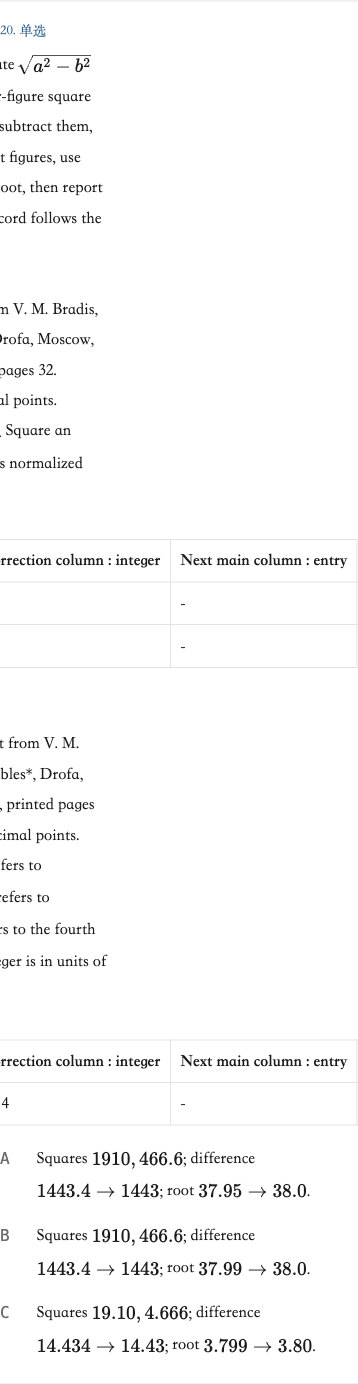 20. 单选
ate √(a² − b²)
r-figure square
subtract them,
t figures, use
root, then report
cord follows the
m V. M. Bradis,
Drofa, Moscow,
pages 32.
al points.
, Square an
s normalized
rrection column : integer | Next main column : entry
-
-
t from V. M.
bles*, Drofa,
, printed pages
cimal points.
fers to
refers to
rs to the fourth
eger is in units of
rrection column : integer | Next main column : entry
4 | -
A Squares 1910, 466.6; difference
1443.4 → 1443; root 37.95 → 38.0.
B Squares 1910, 466.6; difference
1443.4 → 1443; root 37.99 → 38.0.
C Squares 19.10, 4.666; difference
14.434 → 14.43; root 3.799 → 3.80.